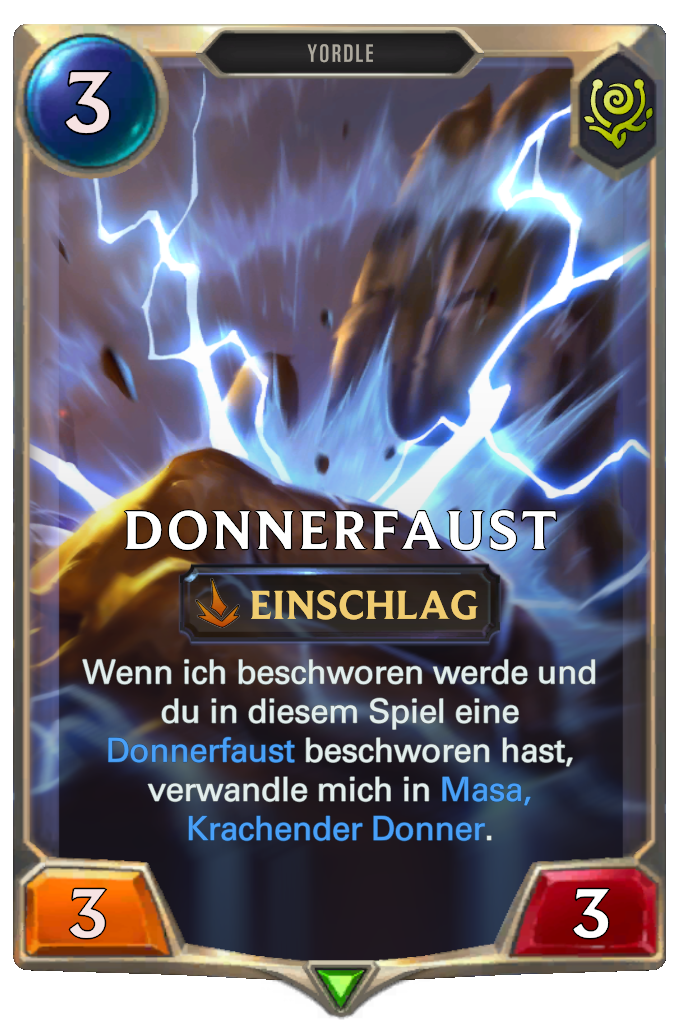 YORDLE
3
DONNERFAUST
EINSCHLAG
Wenn ich beschworen werde und
du in diesem Spiel eine
Donnerfaust beschworen hast,
verwandle mich in Masa,
Krachender Donner.
3
3